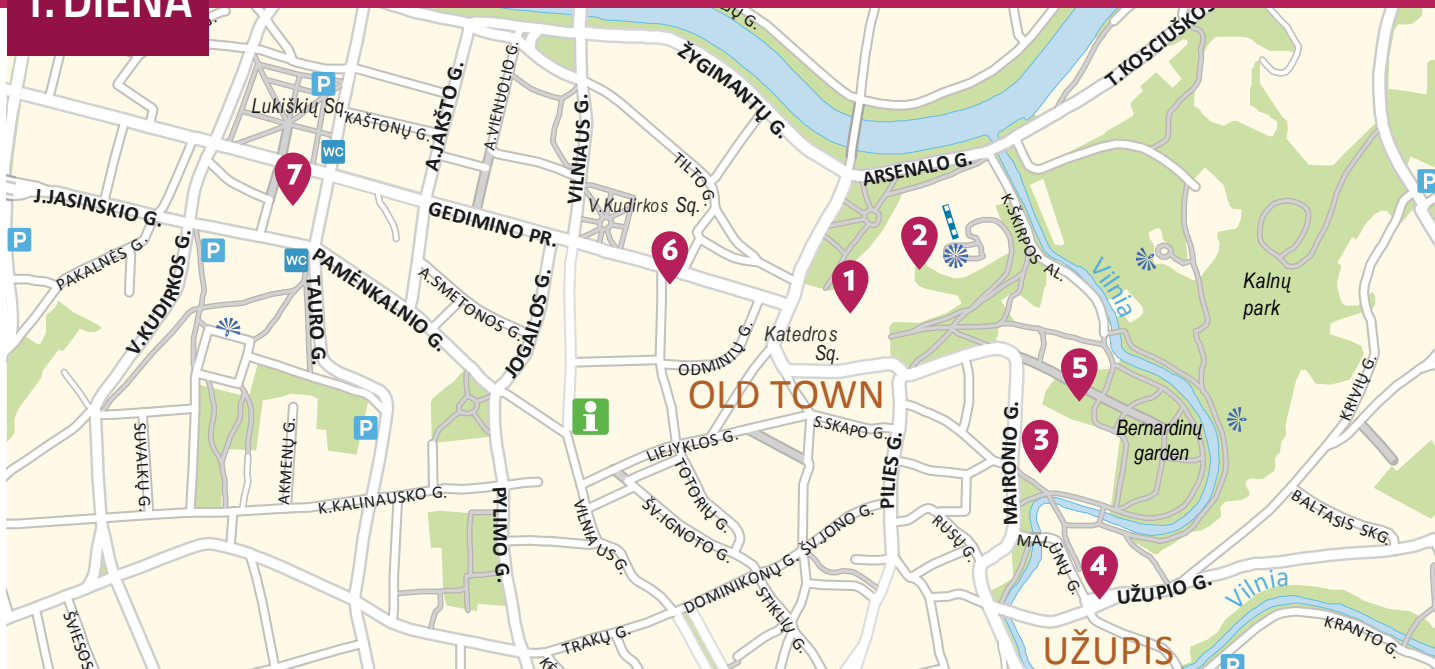 1. DIENA
Ų G.
G.
T.KOSCIUŠKOS
ŽYGIMANTŲ G.
A.JAKŠTO G.
A.VIENUOLIO G.
VILNIAUS G.
P
Lukiškių Sq.
KAŠTONŲ G.
WC
7
TILTO G.
ARSENALO G.
J.JASINSKIO G.
GEDIMINO PR.
V.Kudirkos Sq.
K.ŠKIRPOS AL.
P
P
P
PAKALNĖS G.
V.KUDIRKOS G.
WC
PAMĖNKALNIO G.
TAURO G.
A.SMETONOS G.
JOGAILOS G.
6
2
1
Vilnia
Kalnų
park
Katedros
Sq.
ODMINIŲ G.
OLD TOWN
5
KRIVIŲ G.
P
i
SUVALKŲ G.
AKMENŲ G.
LIEJYKLOS G.
S.SKAPO G.
PILIES G.
MAIRONIO G.
3
Bernardinų
garden
K.KALINAUSKO G.
PYLIMO G.
VILNIAUS G.
TOTORIŲ G.
ŠV.IGNOTO G.
ŠV.JONO G.
RUSŲ G.
BALTASIS SKG.
MALŪNŲ G.
4
UŽUPIO G.
Vilnia
DOMINIKONŲ G.
STIKLIŲ G.
TRAKŲ G.
ŠVIESOS
KĖ
UŽUPIS
KRANTO G.
P